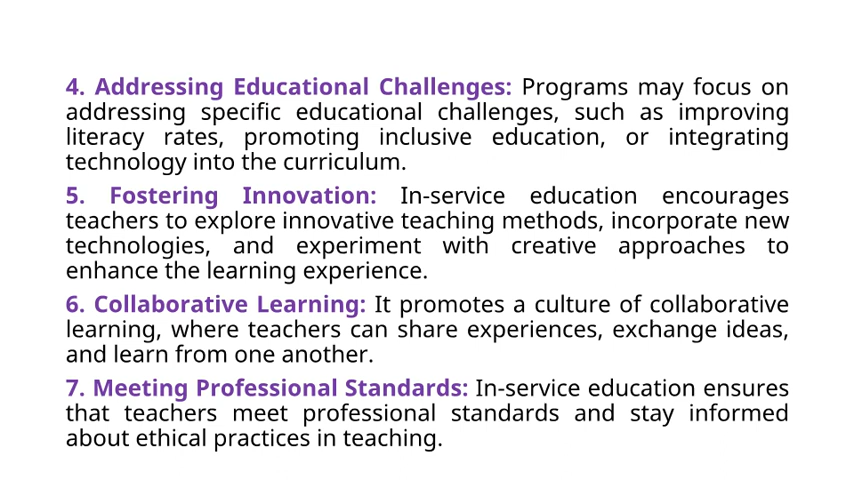 4. Addressing Educational Challenges: Programs may focus on
addressing specific educational challenges, such as improving
literacy rates, promoting inclusive education, or integrating
technology into the curriculum.
5. Fostering Innovation: In-service education encourages
teachers to explore innovative teaching methods, incorporate new
technologies, and experiment with creative approaches to
enhance the learning experience.
6. Collaborative Learning: It promotes a culture of collaborative
learning, where teachers can share experiences, exchange ideas,
and learn from one another.
7. Meeting Professional Standards: In-service education ensures
that teachers meet professional standards and stay informed
about ethical practices in teaching.